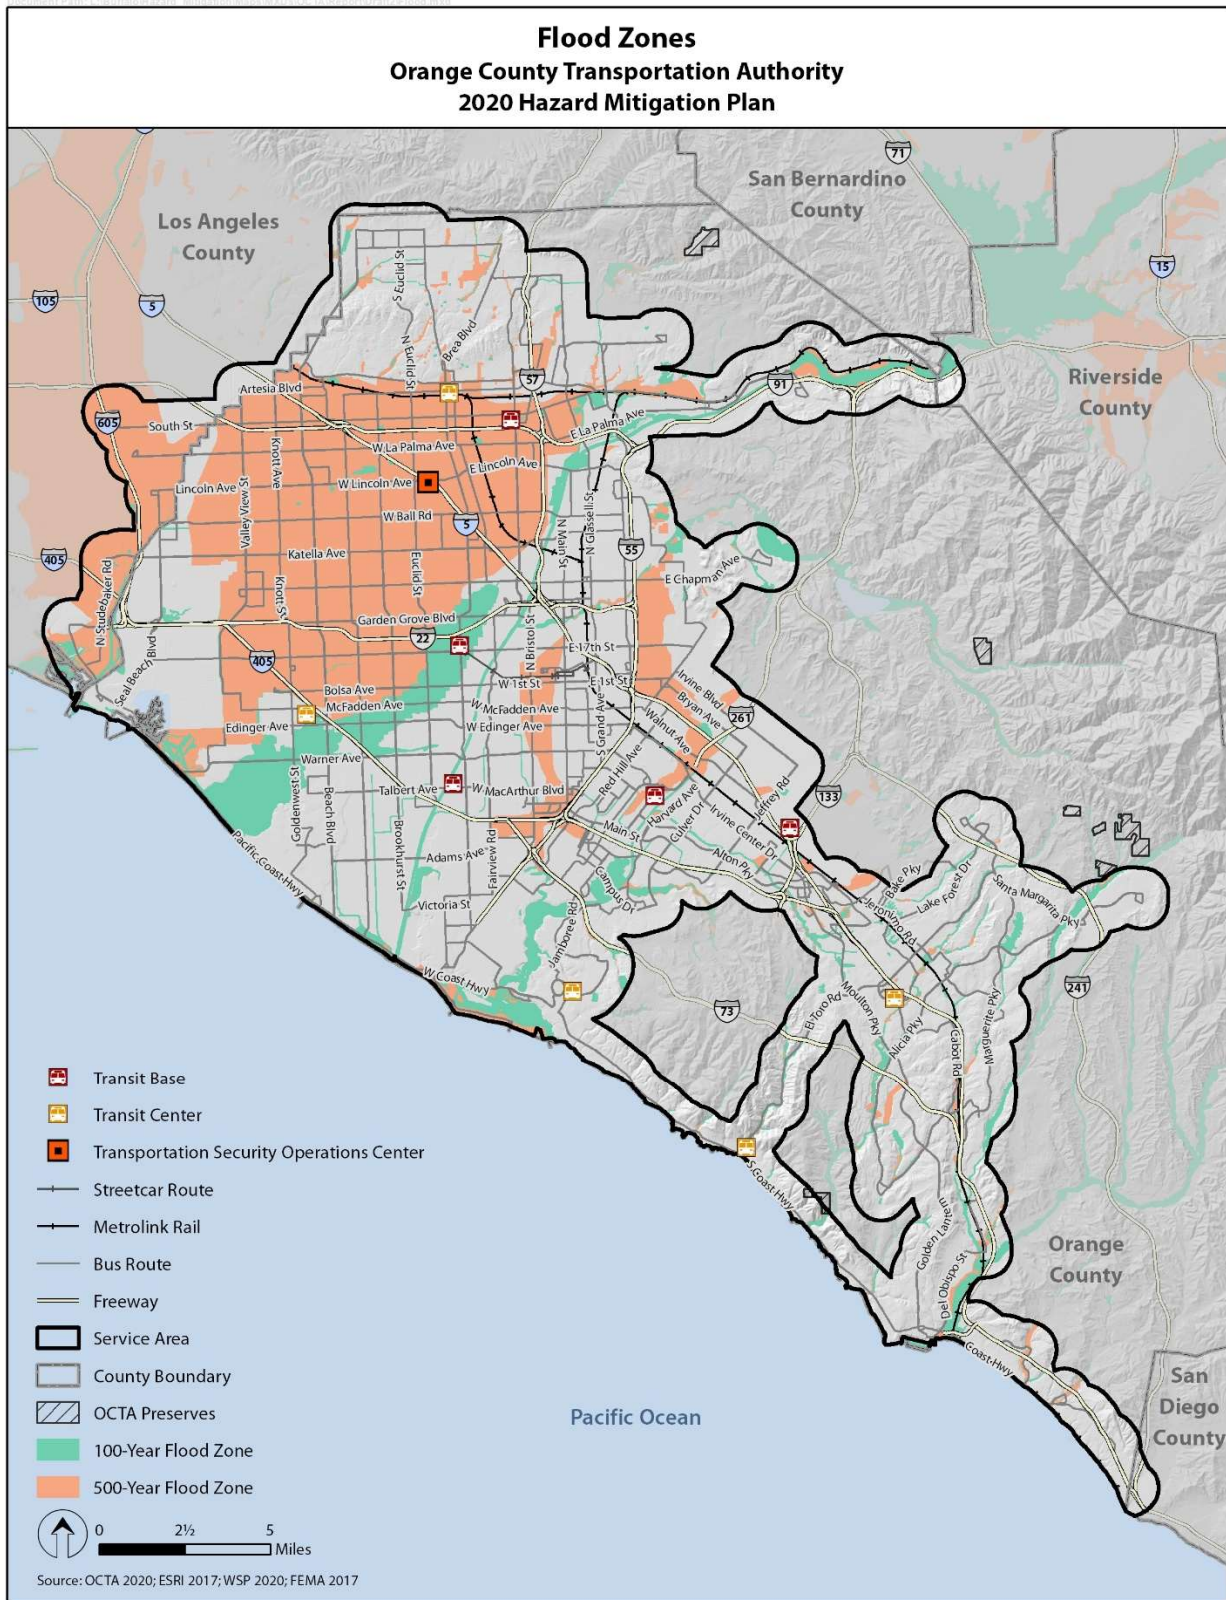 Flood Zones
Orange County Transportation Authority
2020 Hazard Mitigation Plan
71
San Bernardino
County
Los Angeles
County
15
105
5
S Euclid St
N Euclid St
Brea Blvd
57
91
Riverside
County
Artesia Blvd
605
South St
W La Palma Ave
E La Palma Ave
Knott Ave
E Lincoln Ave
55
Lincoln Ave
W Lincoln Ave
Valley View St
W Ball Rd
5
N Main St
N Glassell St
405
Katella Ave
Euclid St
E Chapman Ave
N Studebaker Rd
Knott St
Garden Grove Blvd
22
N Bristol St
E 17th St
Seal Beach Blvd
405
Bolsa Ave
W 1st St
E 1st St
Irvine Blvd
McFadden Ave
W McFadden Ave
Bryan Ave
261
Edinger Ave
W Edinger Ave
S Grand Ave
Walnut Ave
Warner Ave
Red Hill Ave
Goldenwest St
Beach Blvd
Talbert Ave
W MacArthur Blvd
Harvard Ave
Jeffrey Rd
133
Culver Dr
Irvine Center Dr
Main St
Brookhurst St
Adams Ave
Fairview Rd
Alton Pky
Bake Pky
Lake Forest Dr
Santa Margarita Pky
Pacific Coast Hwy
Campus Dr
Victoria St
Jamboree Rd
Jeronimo Rd
W Coast Hwy
241
73
El Toro Rd
Moulton Pky
Alicia Pky
Marguerite Pky
Cabot Rd
S Coast Hwy
Golden Lantern
Del Obispo St
Orange
County
Coast Hwy
San
Diego
County
Pacific Ocean
Transit Base
Transit Center
Transportation Security Operations Center
Streetcar Route
Metrolink Rail
Bus Route
Freeway
Service Area
County Boundary
OCTA Preserves
100-Year Flood Zone
500-Year Flood Zone
0 2½ 5
Miles
Source: OCTA 2020; ESRI 2017; WSP 2020; FEMA 2017